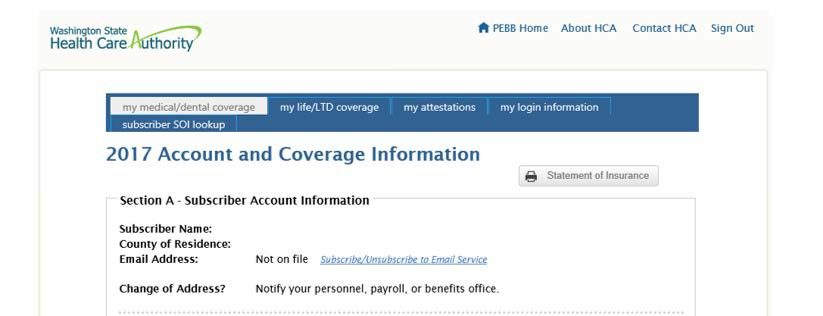 Washington State
Health Care Authority
PEBB Home About HCA Contact HCA Sign Out
my medical/dental coverage my life/LTD coverage my attestations my login information
subscriber SOI lookup
2017 Account and Coverage Information
Statement of Insurance
Section A - Subscriber Account Information
Subscriber Name:
County of Residence:
Email Address: Not on file Subscribe/Unsubscribe to Email Service
Change of Address? Notify your personnel, payroll, or benefits office.